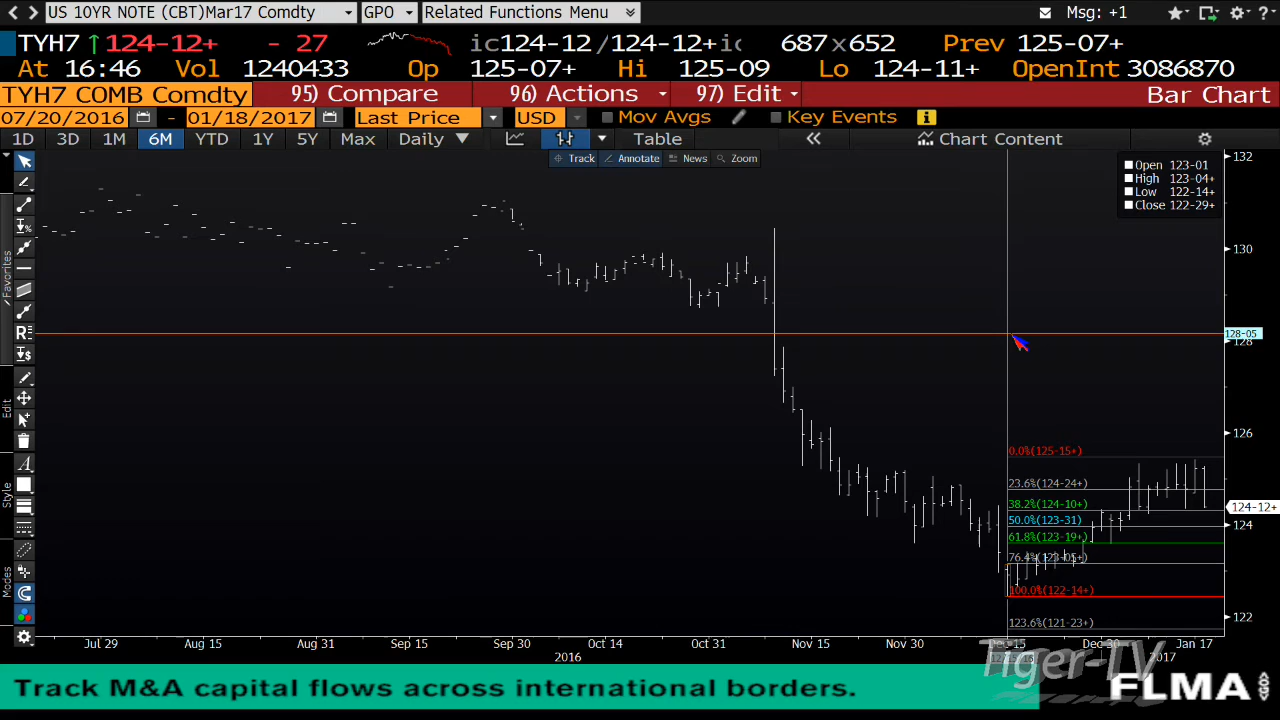 US 10YR NOTE (CBT)Mar17 Comdty GPO Related Functions Menu Msg: +1
TYH7 ↑124-12+ - 27 ic124-12 /124-12+ic 687x652 Prev 125-07+
At 16:46 Vol 1240433 Op 125-07+ Hi 125-09 Lo 124-11+ OpenInt 3086870
TYH7 COMB Comdty 95) Compare 96) Actions 97) Edit Bar Chart
07/20/2016 - 01/18/2017 Last Price USD Mov Avgs Key Events
1D 3D 1M 6M YTD 1Y 5Y Max Daily Table Chart Content
Track Annotate News Zoom
Open 123-01
High 123-04+
Low 122-14+
Close 122-29+
Favorites
Edit
Style
Modes
132
130
128-05
128
126
124-12+
124
122
0.0%(125-15+)
23.6%(124-24+)
38.2%(124-10+)
50.0%(123-31)
61.8%(123-19+)
76.4%(123-05+)
100.0%(122-14+)
123.6%(121-23+)
Jul 29 Aug 15 Aug 31 Sep 15 Sep 30 Oct 14 Oct 31 Nov 15 Nov 30 Dec 15 Dec 30 Jan 17
2016 2017
Tiger-TV
Track M&A capital flows across international borders.
FLMA